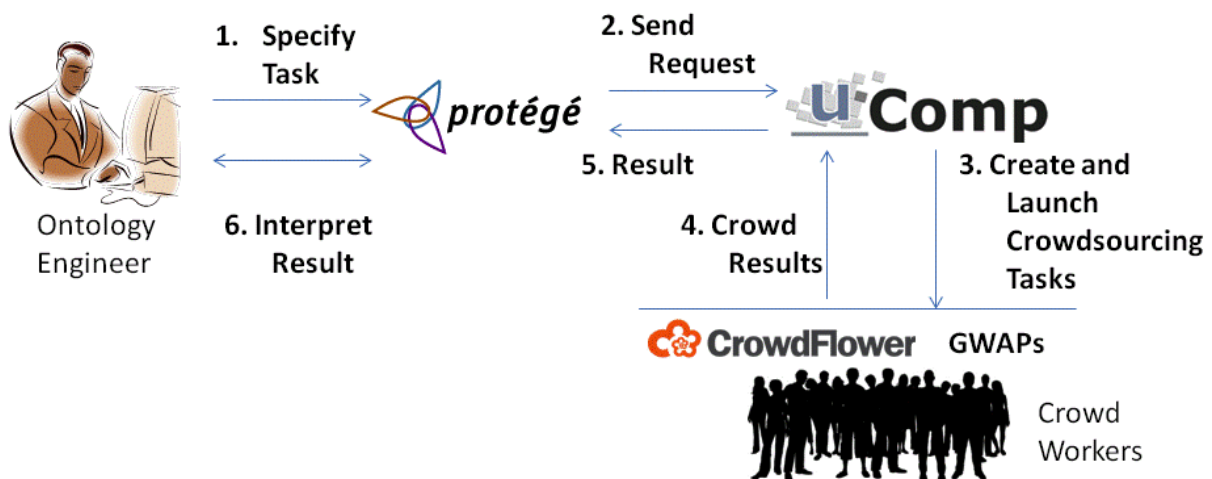 1. Specify
Task
2. Send
Request
protégé
uComp
5. Result
3. Create and
Launch
Crowdsourcing
Tasks
Ontology
Engineer
6. Interpret
Result
4. Crowd
Results
CrowdFlower
GWAPs
Crowd
Workers